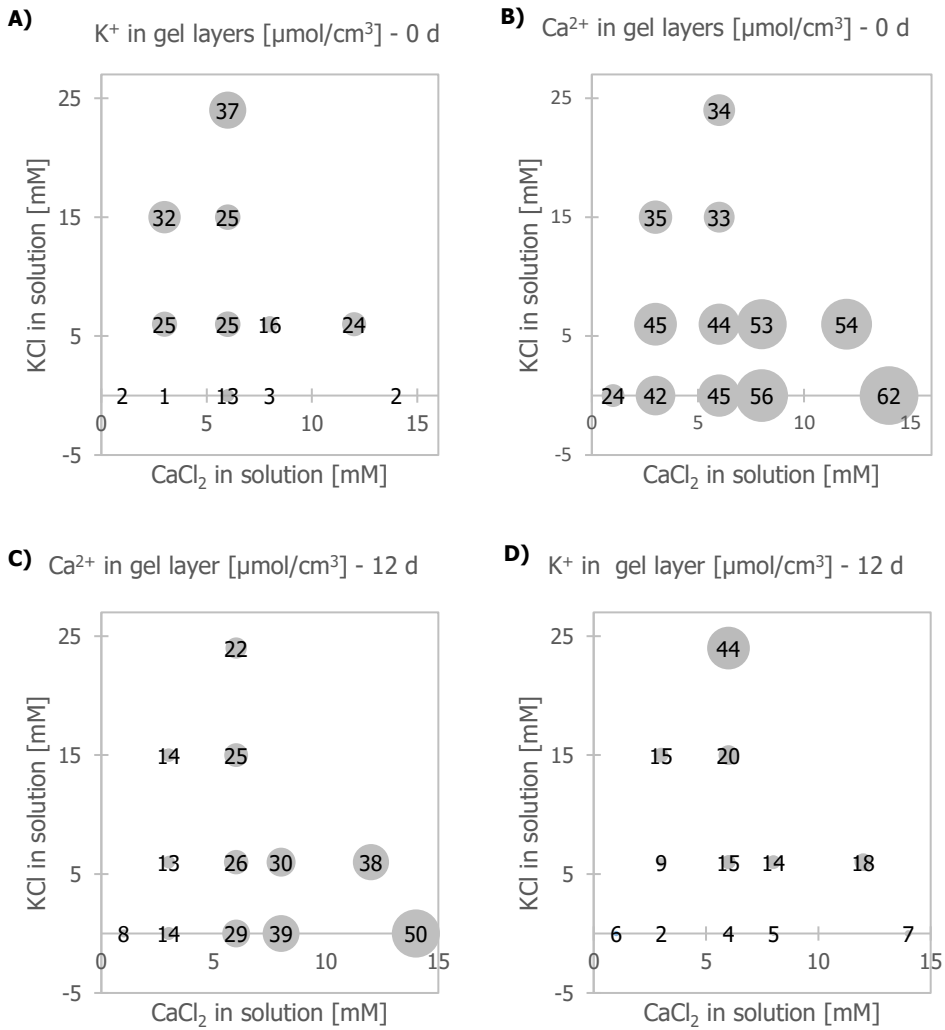 A)
K⁺ in gel layers [µmol/cm³] - 0 d
KCl in solution [mM]
25
15
5
-5
37
32 25
25 25 16 24
2 1 13 3 2
0 5 10 15
CaCl₂ in solution [mM]
B)
Ca²⁺ in gel layers [µmol/cm³] - 0 d
KCl in solution [mM]
25
15
5
-5
34
35 33
45 44 53 54
24 42 45 56 62
0 5 10 15
CaCl₂ in solution [mM]
C)
Ca²⁺ in gel layer [µmol/cm³] - 12 d
KCl in solution [mM]
25
15
5
-5
22
14 25
13 26 30 38
8 14 29 39 50
0 5 10 15
CaCl₂ in solution [mM]
D)
K⁺ in gel layer [µmol/cm³] - 12 d
KCl in solution [mM]
25
15
5
-5
44
15 20
9 15 14 18
6 2 4 5 7
0 5 10 15
CaCl₂ in solution [mM]